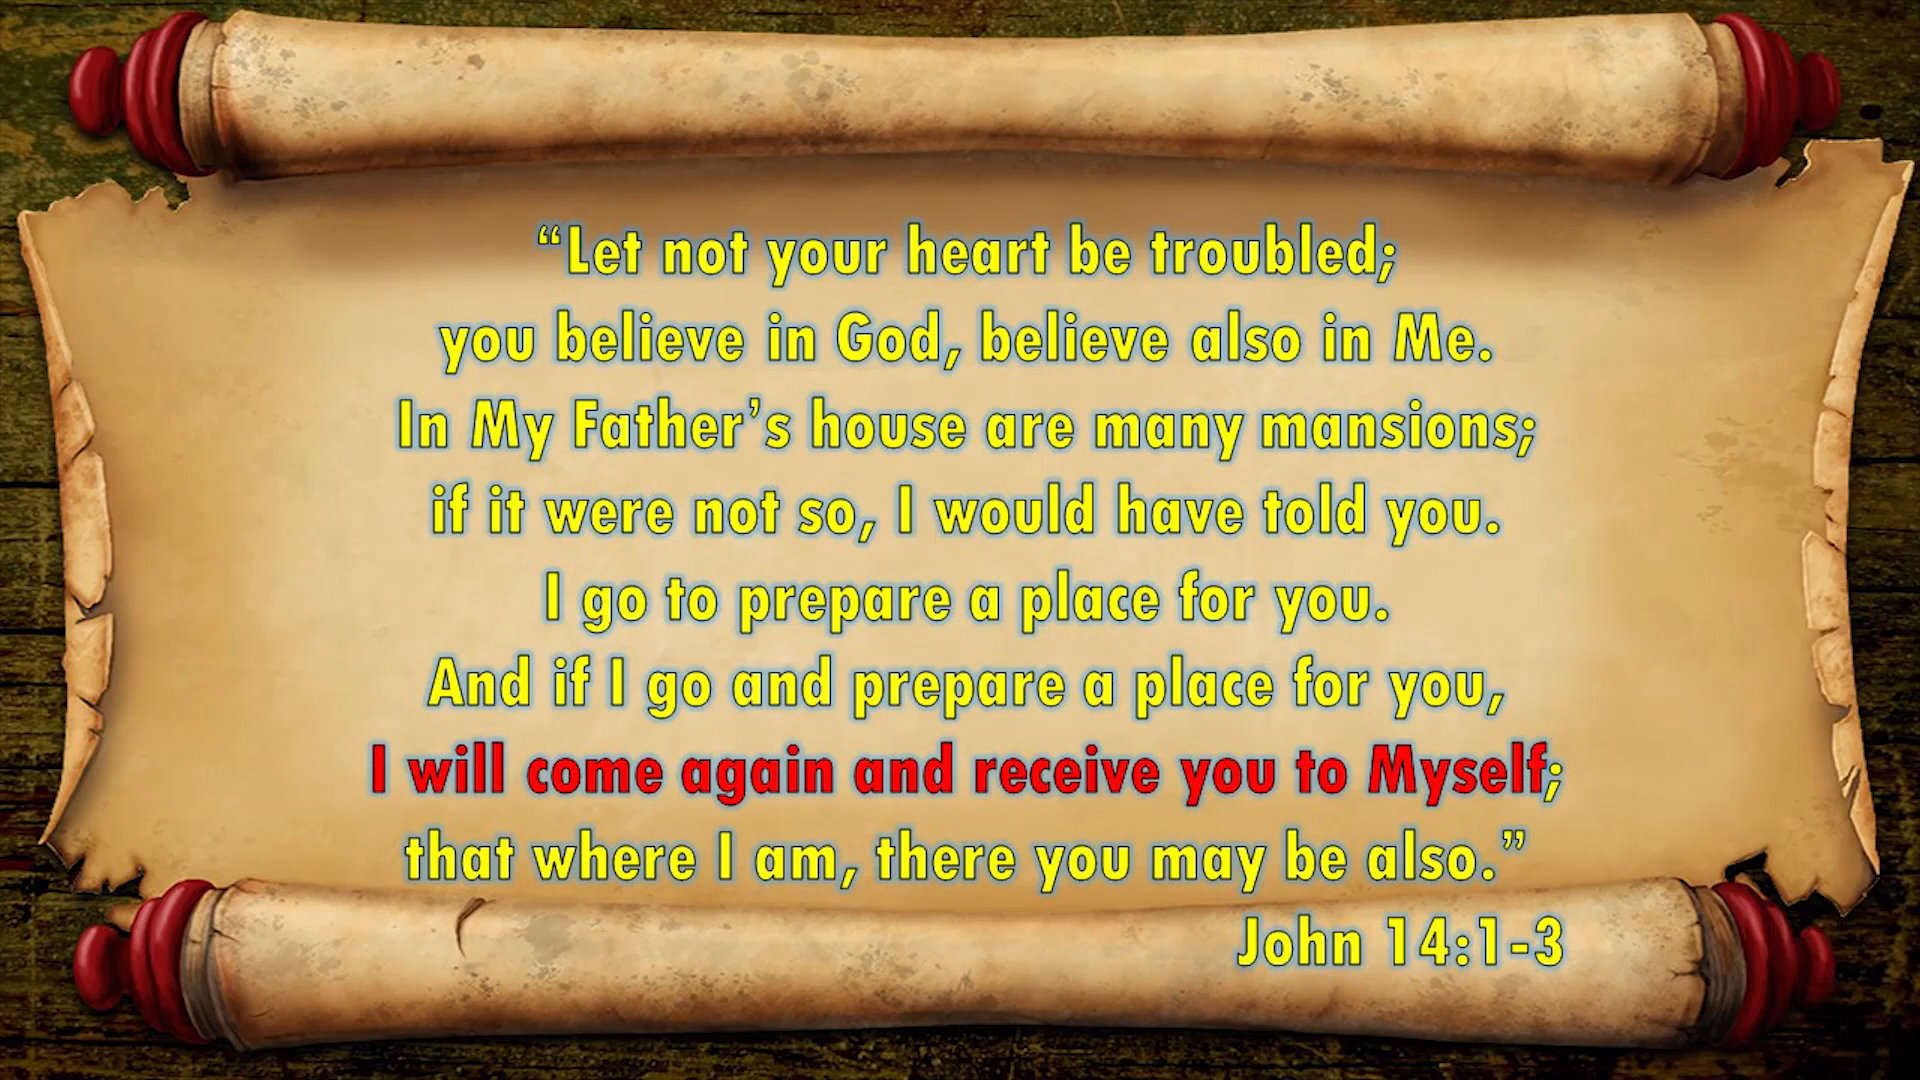 “Let not your heart be troubled;
you believe in God, believe also in Me.
In My Father’s house are many mansions;
if it were not so, I would have told you.
I go to prepare a place for you.
And if I go and prepare a place for you,
I will come again and receive you to Myself;
that where I am, there you may be also.”
John 14:1-3